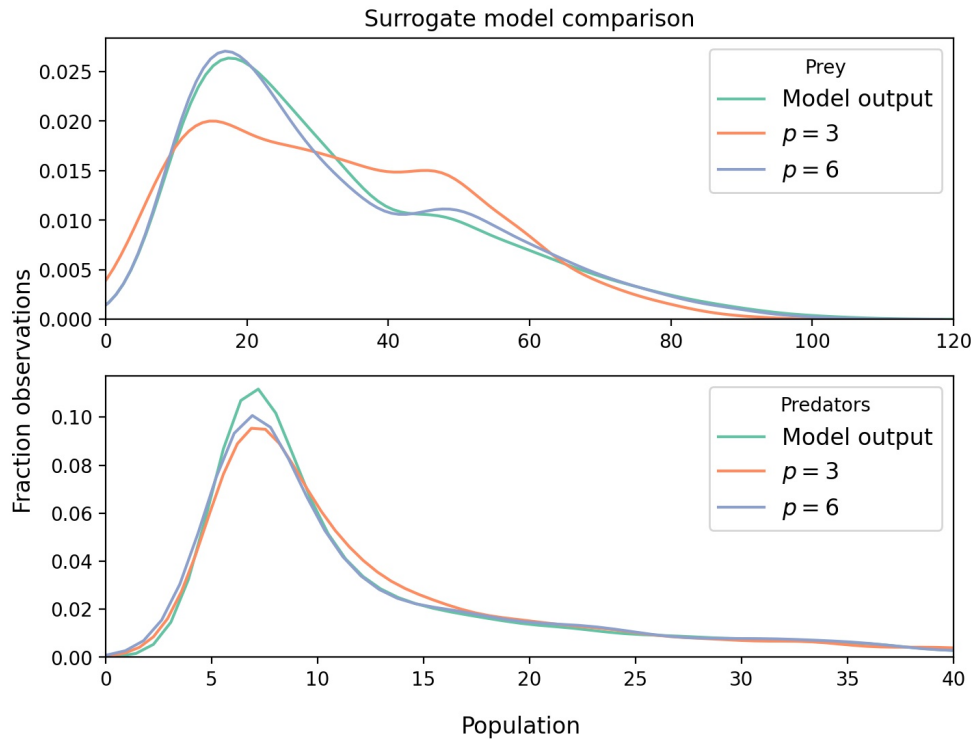 Surrogate model comparison
Fraction observations
0.025
0.020
0.015
0.010
0.005
0.000
0
20
40
60
80
100
120
Prey
Model output
p = 3
p = 6
0.10
0.08
0.06
0.04
0.02
0.00
0
5
10
15
20
25
30
35
40
Predators
Model output
p = 3
p = 6
Population